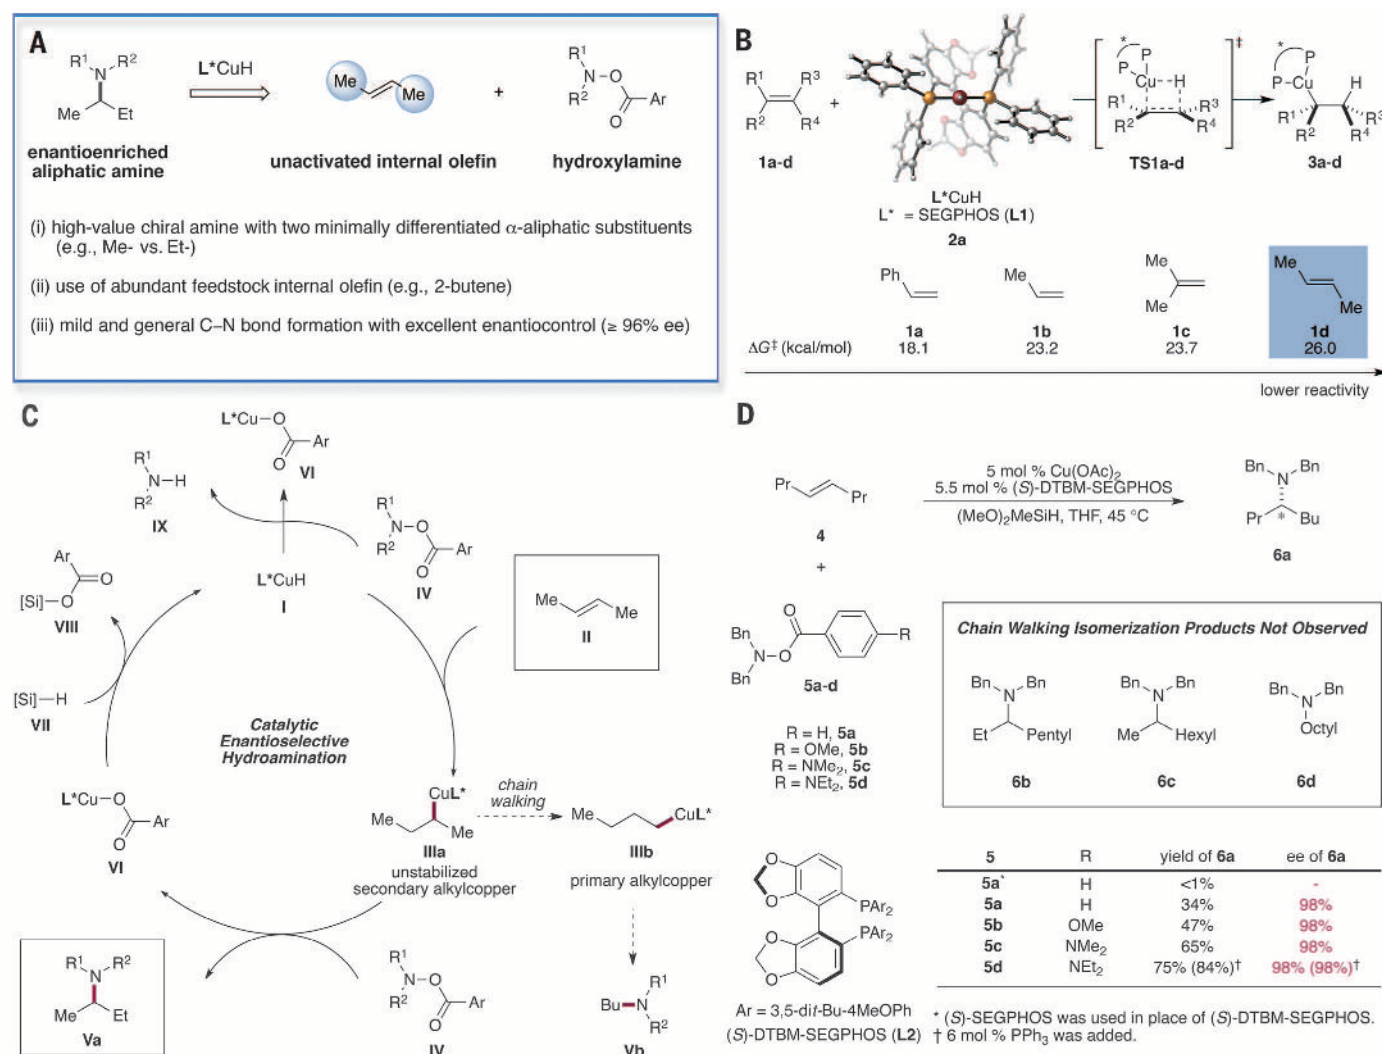 A
R¹
R²
N
Me
Et
enantioenriched
aliphatic amine
L*CuH
Me
Me
unactivated internal olefin
+
R¹
N
O
R²
O
Ar
hydroxylamine
(i) high-value chiral amine with two minimally differentiated α-aliphatic substituents
(e.g., Me- vs. Et-)
(ii) use of abundant feedstock internal olefin (e.g., 2-butene)
(iii) mild and general C–N bond formation with excellent enantiocontrol (≥ 96% ee)
B
R¹
R³
R²
R⁴
1a-d
+
L*CuH
L* = SEGPHOS (L1)
2a
*
P
P
Cu
H
R¹
R²
R³
R⁴
‡
TS1a-d
*
P
P
Cu
H
R¹
R²
R³
R⁴
3a-d
Ph
1a
Me
1b
Me
Me
1c
Me
Me
1d
ΔG‡ (kcal/mol)
18.1
23.2
23.7
26.0
lower reactivity
C
L*Cu
O
O
Ar
VI
R¹
N—H
R²
IX
R¹
N
O
R²
O
Ar
IV
Ar
O
[Si]
O
VIII
L*CuH
I
Me
Me
II
[Si]—H
VII
Catalytic
Enantioselective
Hydroamination
L*Cu
O
O
Ar
VI
CuL*
Me
Me
IIIa
unstabilized
secondary alkylcopper
chain
walking
Me
CuL*
IIIb
primary alkylcopper
R¹
R²
N
Me
Et
Va
R¹
N
O
R²
O
Ar
IV
R¹
Bu
N
R²
Vb
D
Pr
Pr
4
+
5 mol % Cu(OAc)₂
5.5 mol % (S)-DTBM-SEGPHOS
(MeO)₂MeSiH, THF, 45 °C
Bn
Bn
N
Pr
*
Bu
6a
O
Bn
N
O
Bn
R
5a-d
R = H, 5a
R = OMe, 5b
R = NMe₂, 5c
R = NEt₂, 5d
Chain Walking Isomerization Products Not Observed
Bn
Bn
N
Et
Pentyl
6b
Bn
Bn
N
Me
Hexyl
6c
Bn
Bn
N
Octyl
6d
O
O
PAr₂
PAr₂
O
O
Ar = 3,5-dit-Bu-4MeOPh
(S)-DTBM-SEGPHOS (L2)
5 R yield of 6a ee of 6a
5a* H <1% -
5a H 34% 98%
5b OMe 47% 98%
5c NMe₂ 65% 98%
5d NEt₂ 75% (84%)† 98% (98%)†
* (S)-SEGPHOS was used in place of (S)-DTBM-SEGPHOS.
† 6 mol % PPh₃ was added.